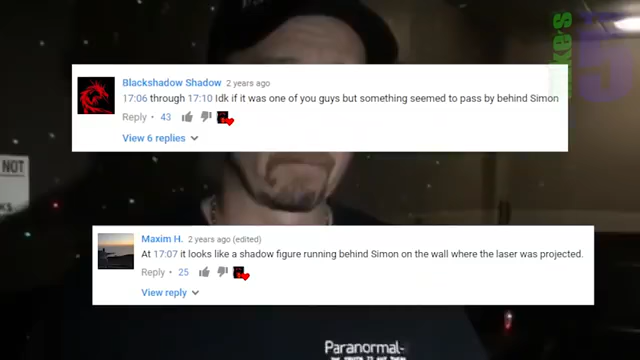 Mike's
5
Blackshadow Shadow 2 years ago
17:06 through 17:10 Idk if it was one of you guys but something seemed to pass by behind Simon
Reply • 43
View 6 replies
NOT
Maxim H. 2 years ago (edited)
At 17:07 it looks like a shadow figure running behind Simon on the wall where the laser was projected.
Reply • 25
View reply
Paranormal-